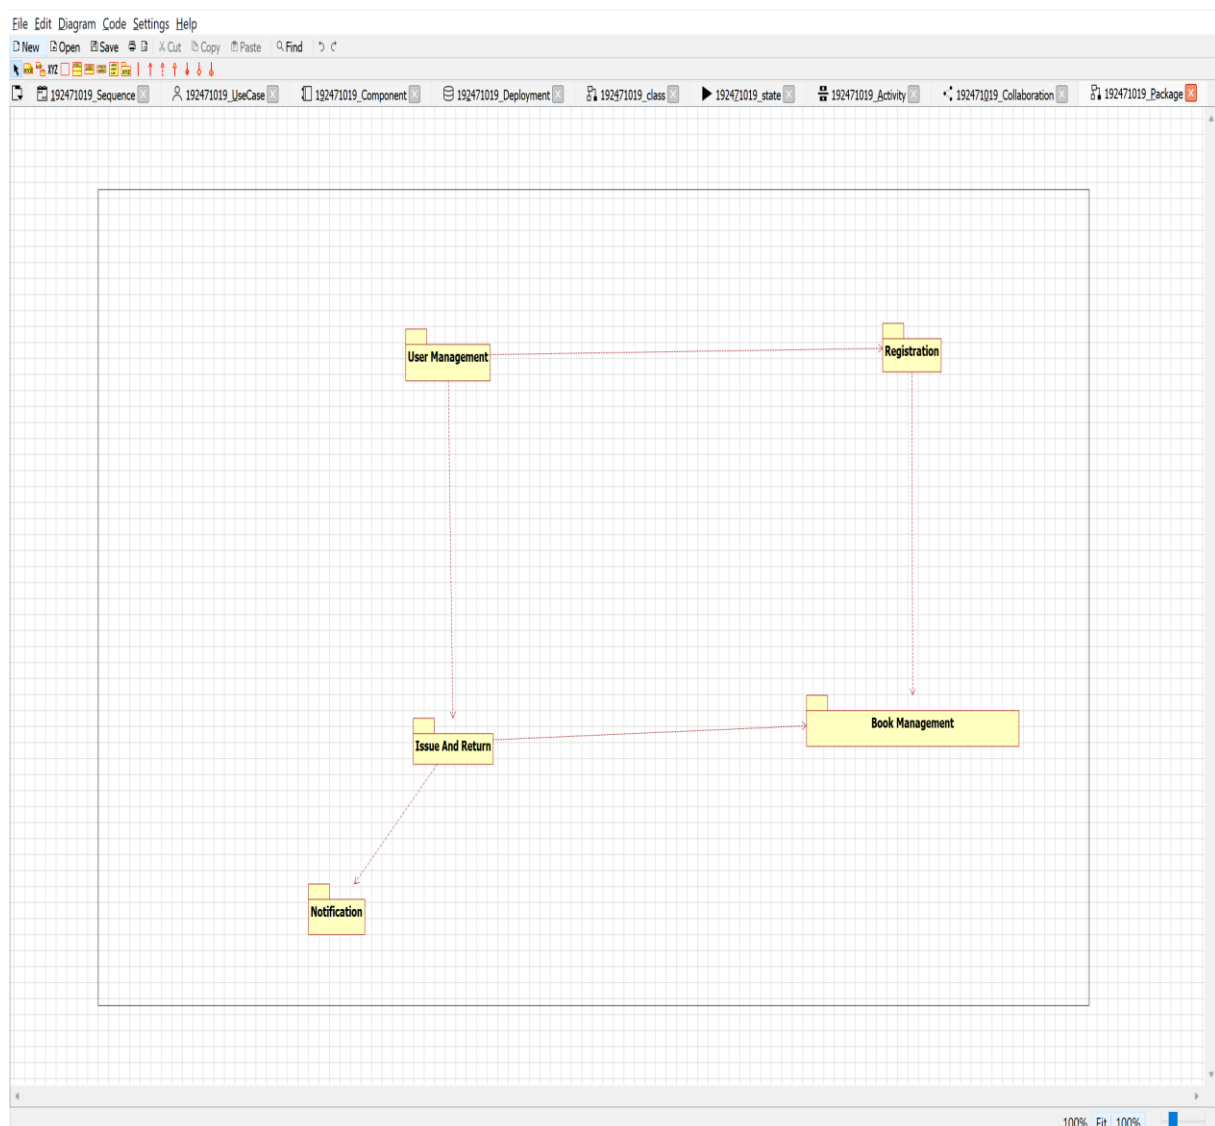 File Edit Diagram Code Settings Help
New Open Save Cut Copy Paste Find
XYZ
192471019_Sequence 192471019_UseCase 192471019_Component 192471019_Deployment 192471019_class 192471019_state 192471019_Activity 192471019_Collaboration 192471019_Package
User Management
Registration
Issue And Return
Book Management
Notification
100% Fit 100%